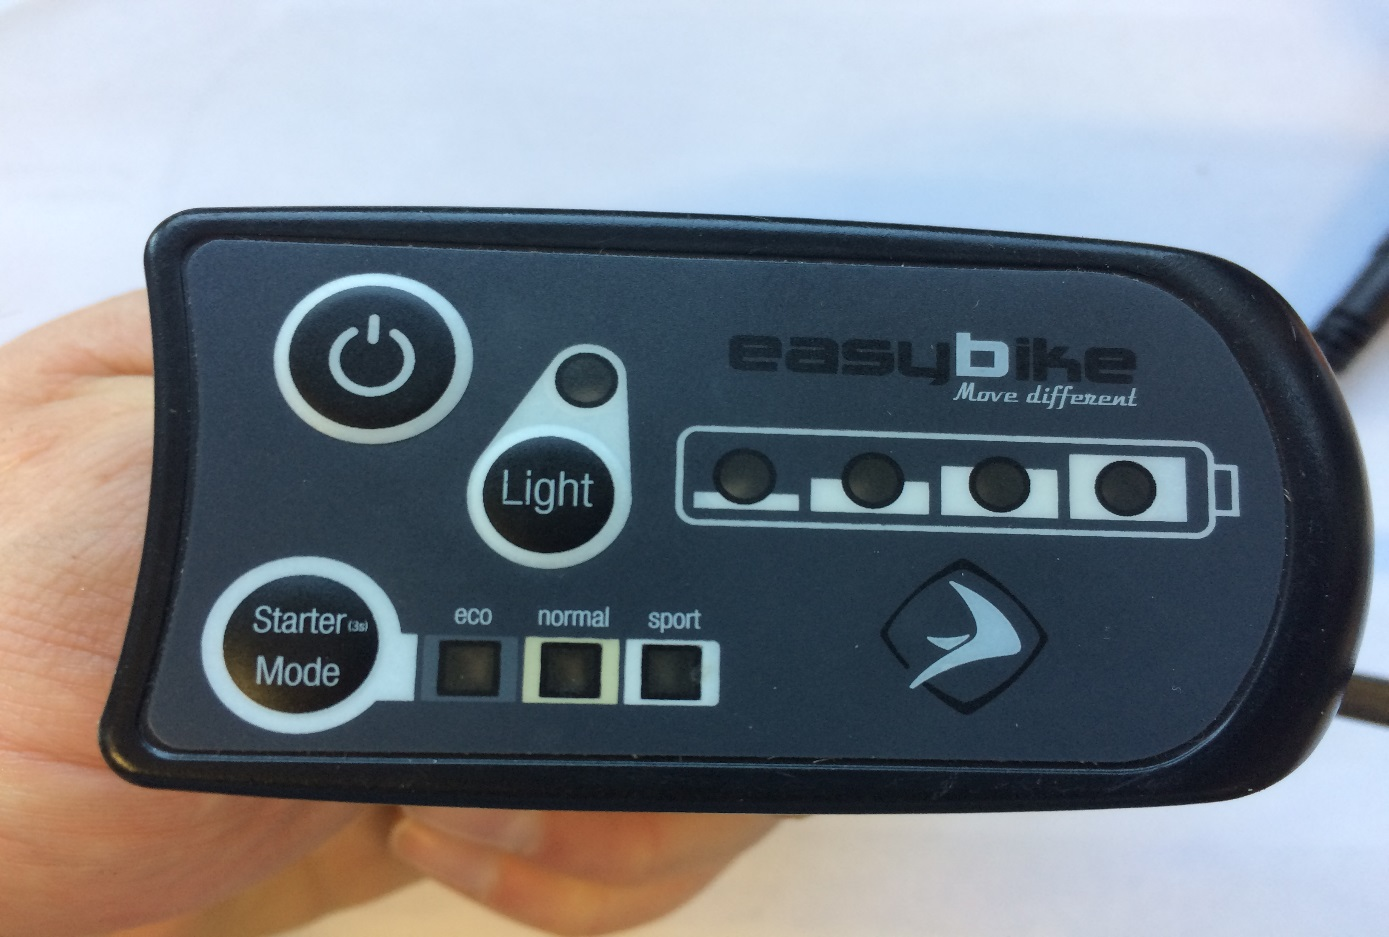 easybike
Move different
Light
Starter (3s)
Mode
eco
normal
sport